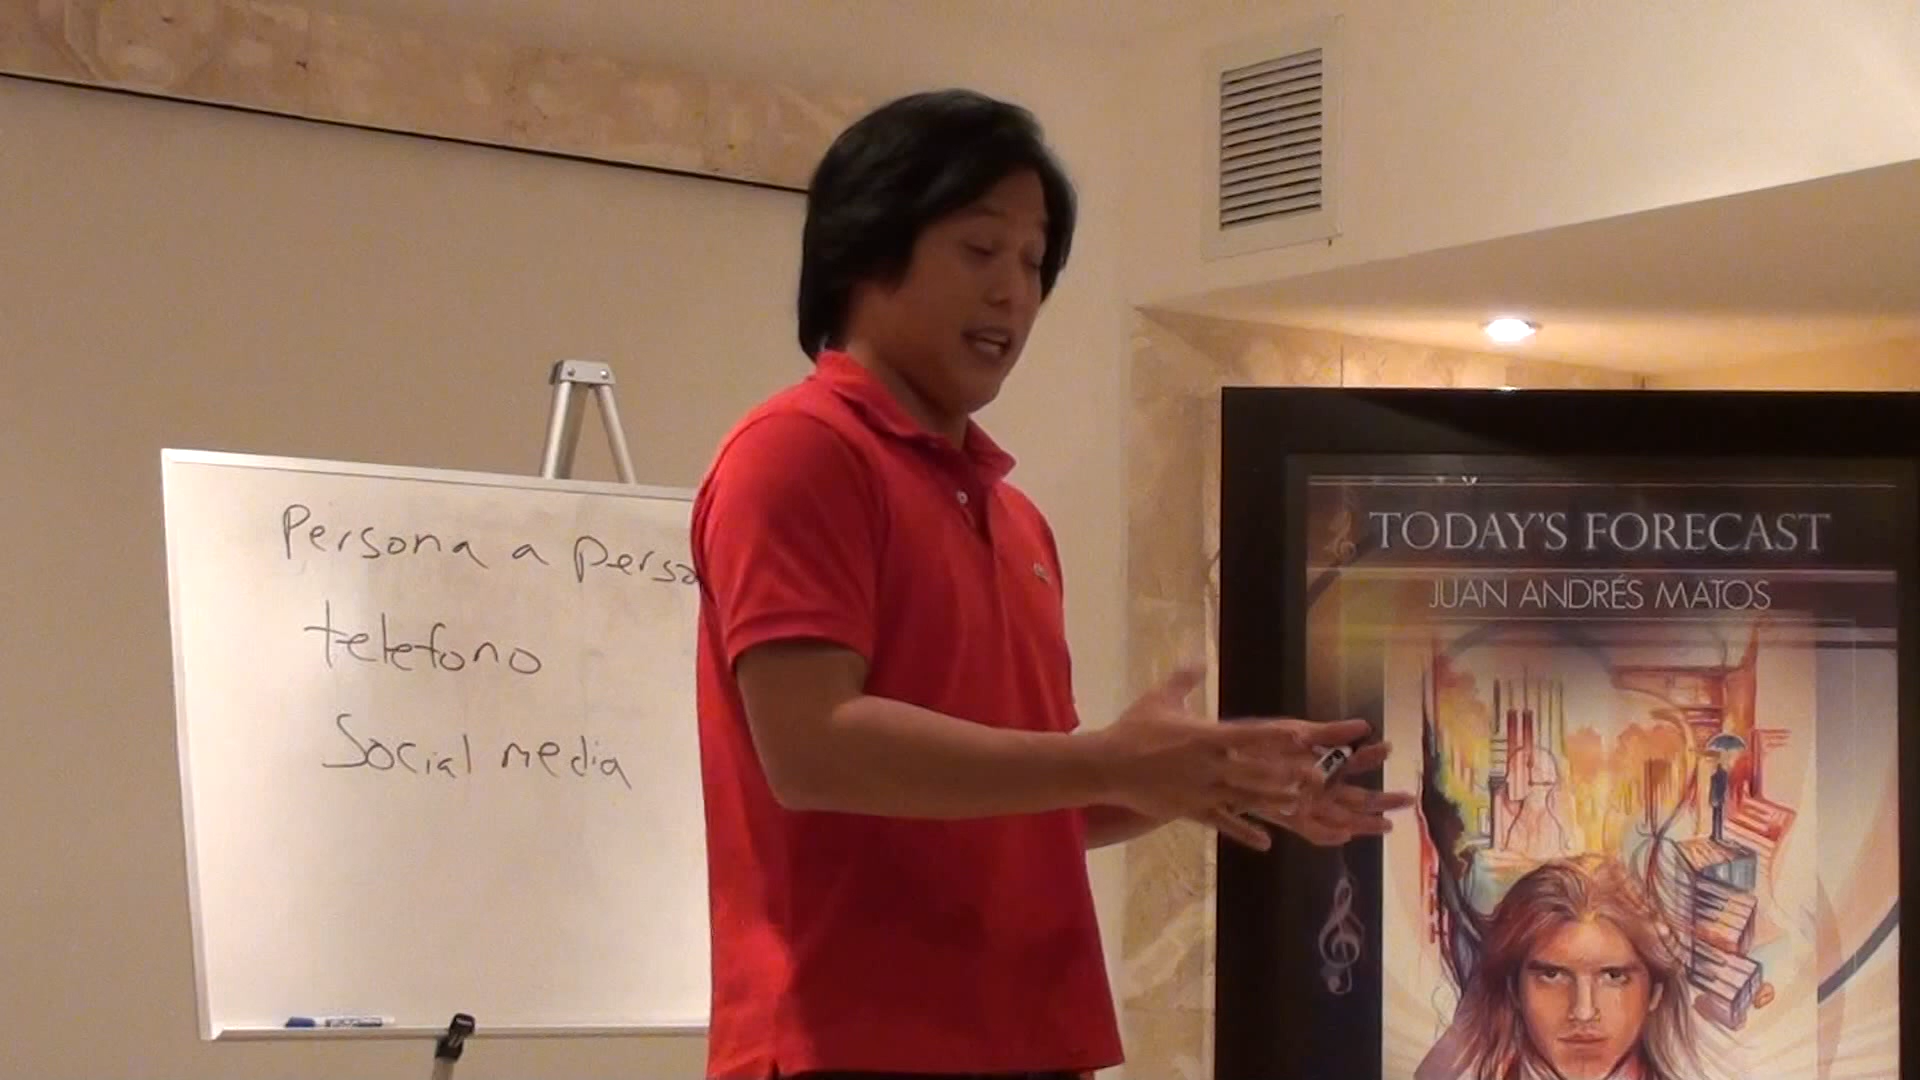 Persona a perso
telefono
Social media
TODAY'S FORECAST
JUAN ANDRÉS MATOS